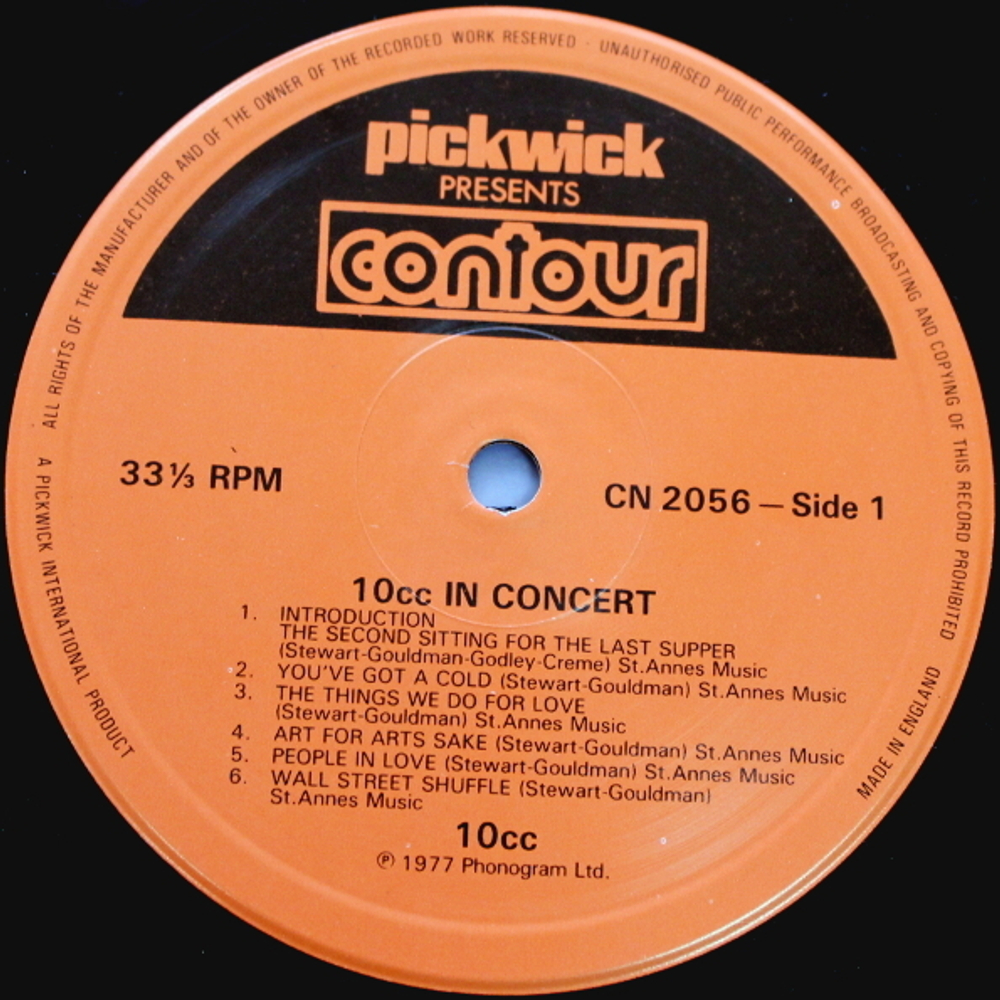 ALL RIGHTS OF THE MANUFACTURER AND OF THE OWNER OF THE RECORDED WORK RESERVED · UNAUTHORISED PUBLIC PERFORMANCE BROADCASTING AND COPYING OF THIS RECORD PROHIBITED
pickwick
PRESENTS
contour
33⅓ RPM
CN 2056 — Side 1
10cc IN CONCERT
1. INTRODUCTION
THE SECOND SITTING FOR THE LAST SUPPER
(Stewart-Gouldman-Godley-Creme) St.Annes Music
2. YOU'VE GOT A COLD (Stewart-Gouldman) St.Annes Music
3. THE THINGS WE DO FOR LOVE
(Stewart-Gouldman) St.Annes Music
4. ART FOR ARTS SAKE (Stewart-Gouldman) St.Annes Music
5. PEOPLE IN LOVE (Stewart-Gouldman) St.Annes Music
6. WALL STREET SHUFFLE (Stewart-Gouldman)
St.Annes Music
10cc
℗ 1977 Phonogram Ltd.
A PICKWICK INTERNATIONAL PRODUCT
MADE IN ENGLAND